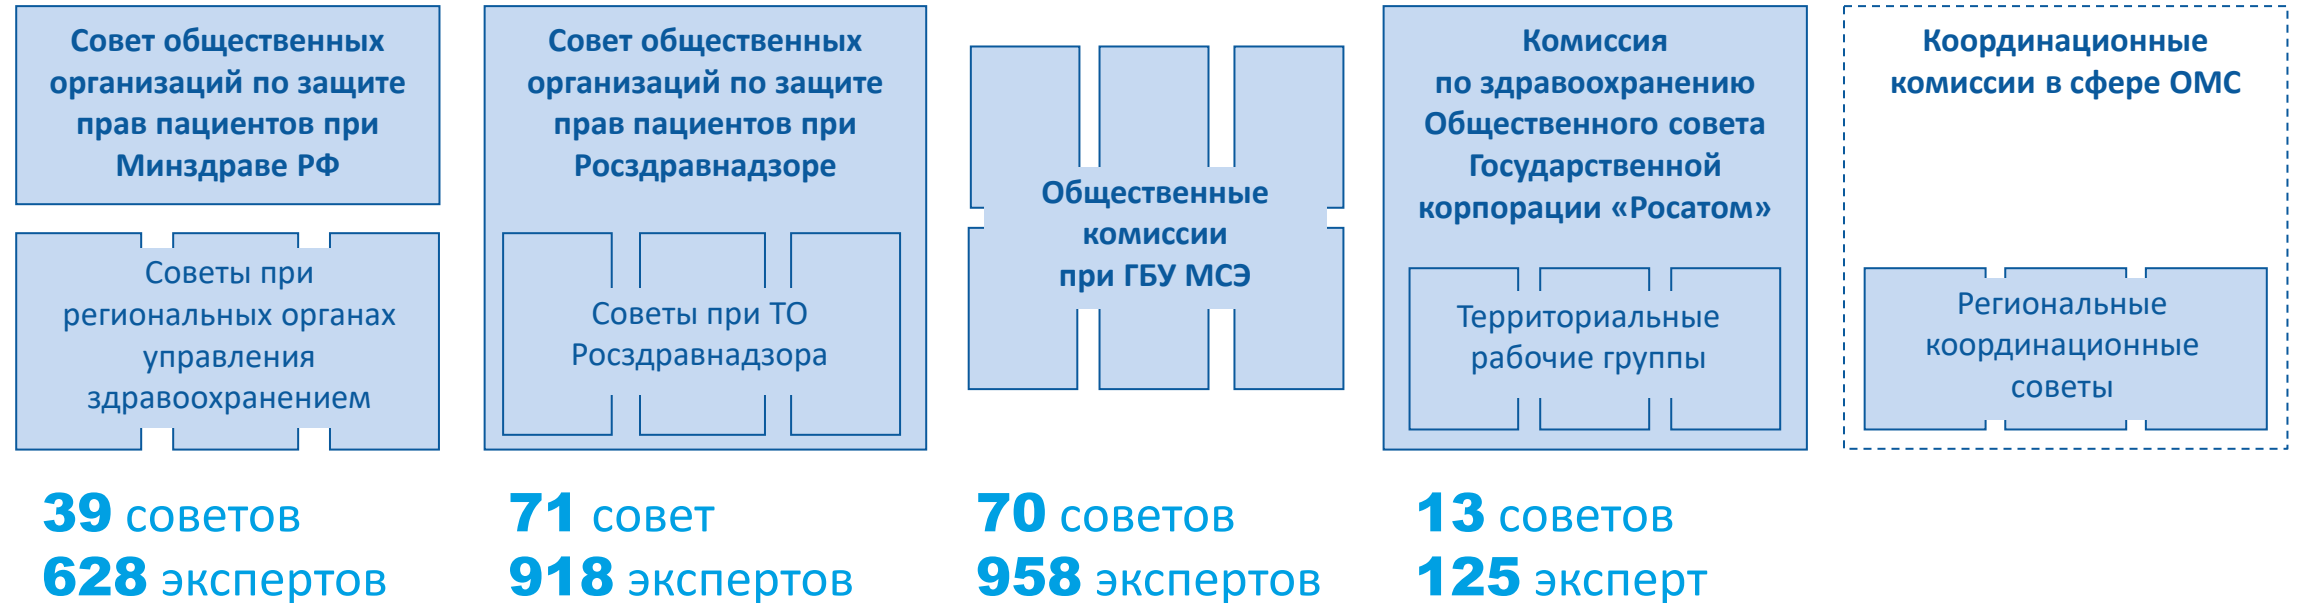 Совет общественных
организаций по защите
прав пациентов при
Минздраве РФ
Советы при
региональных органах
управления
здравоохранением
39 советов
628 экспертов
Совет общественных
организаций по защите
прав пациентов при
Росздравнадзоре
Советы при ТО
Росздравнадзора
71 совет
918 экспертов
Общественные
комиссии
при ГБУ МСЭ
70 советов
958 экспертов
Комиссия
по здравоохранению
Общественного совета
Государственной
корпорации «Росатом»
Территориальные
рабочие группы
13 советов
125 эксперт
Координационные
комиссии в сфере ОМС
Региональные
координационные
советы